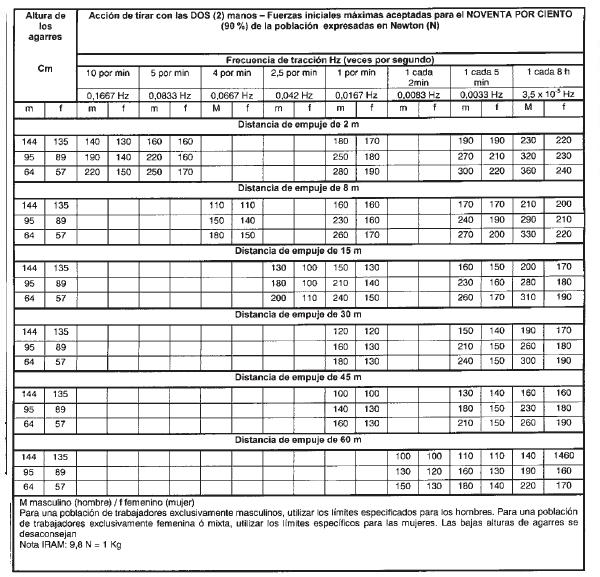 Altura de los agarres
Acción de tirar con las DOS (2) manos – Fuerzas iniciales máximas aceptadas para el NOVENTA POR CIENTO
(90 %) de la población expresadas en Newton (N)
Cm
Frecuencia de tracción Hz (veces por segundo)
10 por min 5 por min 4 por min 2,5 por min 1 por min 1 cada 2min 1 cada 5 min 1 cada 8 h
0,1667 Hz 0,0833 Hz 0,0667 Hz 0,042 Hz 0,0167 Hz 0,0083 Hz 0,0033 Hz 3,5 x 10⁻⁵ Hz
m f m f m f M f m f m f m f m f M f
Distancia de empuje de 2 m
144 135 140 130 160 160 180 170 190 190 230 220
95 89 190 140 220 160 250 180 270 210 320 230
64 57 220 150 250 170 280 190 300 220 360 240
Distancia de empuje de 8 m
144 135 110 110 160 160 170 170 210 200
95 89 150 140 230 160 240 190 290 210
64 57 180 150 260 170 270 200 330 220
Distancia de empuje de 15 m
144 135 130 100 150 130 160 150 200 170
95 89 180 100 210 140 230 160 280 180
64 57 200 110 240 150 260 170 310 190
Distancia de empuje de 30 m
144 135 120 120 150 140 190 170
95 89 160 130 210 150 260 180
64 57 180 130 240 150 300 190
Distancia de empuje de 45 m
144 135 100 100 130 140 160 160
95 89 140 130 180 150 230 180
64 57 160 130 210 150 260 190
Distancia de empuje de 60 m
144 135 100 100 110 110 140 1460
95 89 130 120 160 130 190 160
64 57 150 130 180 140 220 170
M masculino (hombre) / f femenino (mujer)
Para una población de trabajadores exclusivamente masculinos, utilizar los límites especificados para los hombres. Para una población
de trabajadores exclusivamente femenina ó mixta, utilizar los límites específicos para las mujeres. Las bajas alturas de agarres se
desaconsejan
Nota IRAM: 9,8 N = 1 Kg